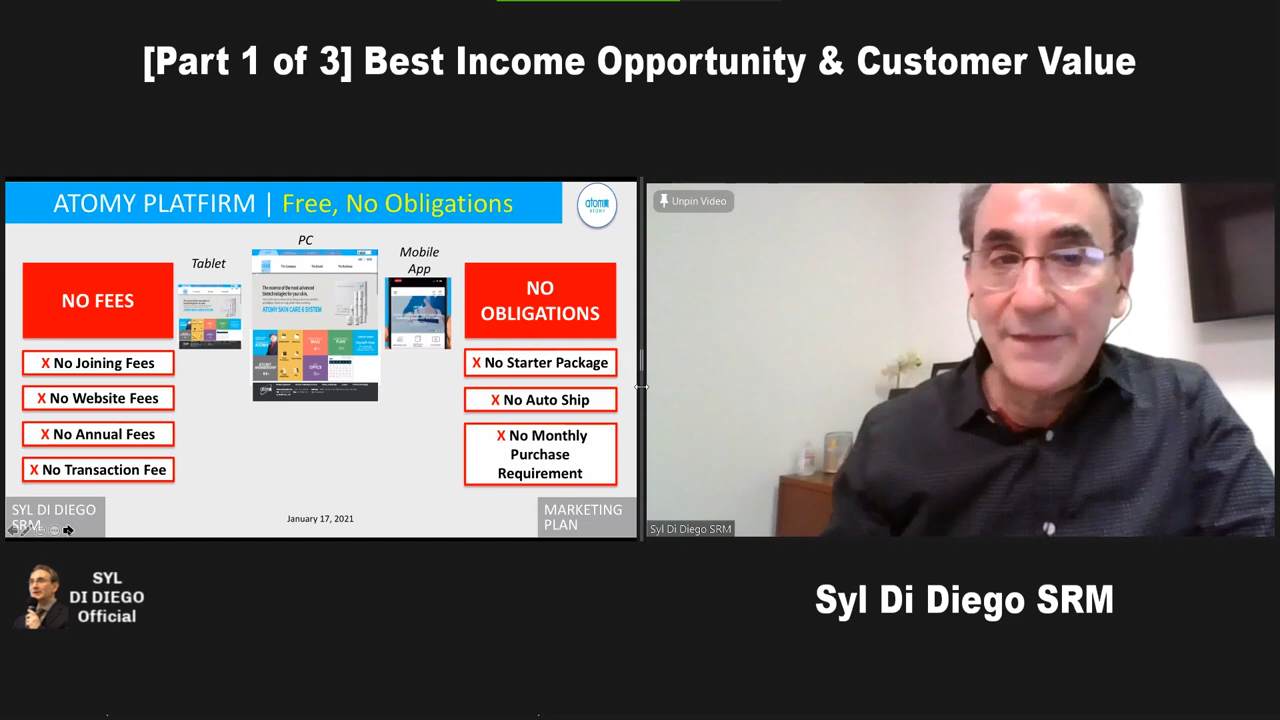 [Part 1 of 3] Best Income Opportunity & Customer Value
ATOMY PLATFIRM | Free, No Obligations
atom
ATOMY
Tablet
PC
Mobile
App
NO FEES
X No Joining Fees
X No Website Fees
X No Annual Fees
X No Transaction Fee
ATOMY SKIN CARE 6 SYSTEM
NO
OBLIGATIONS
X No Starter Package
X No Auto Ship
X No Monthly
Purchase
Requirement
SYL DI DIEGO
SRM
January 17, 2021
MARKETING
PLAN
Unpin Video
Syl Di Diego SRM
SYL
DI DIEGO
Official
Syl Di Diego SRM